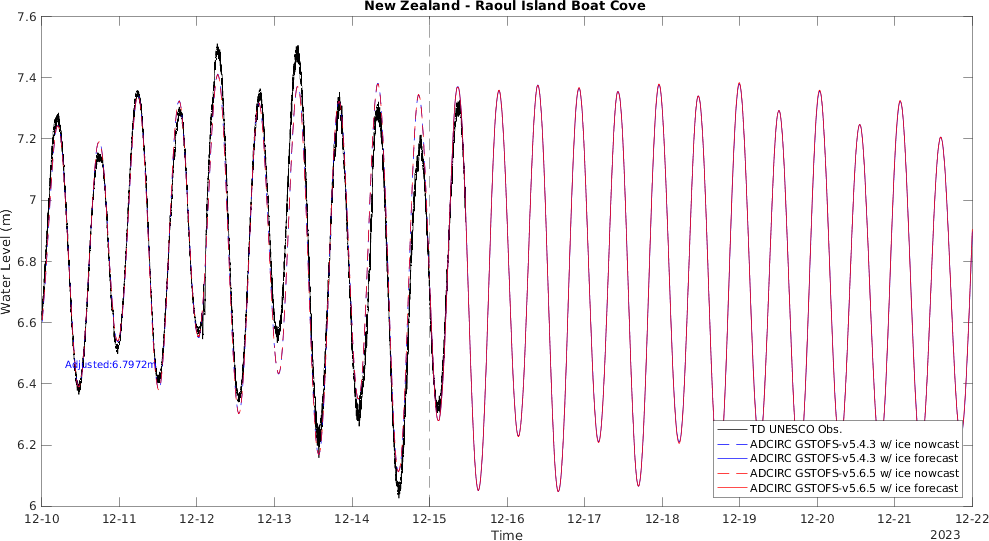 New Zealand - Raoul Island Boat Cove
7.6
7.4
7.2
7
6.8
6.6
6.4
6.2
6
Water Level (m)
Adjusted:6.7972m
TD UNESCO Obs.
ADCIRC GSTOFS-v5.4.3 w/ ice nowcast
ADCIRC GSTOFS-v5.4.3 w/ ice forecast
ADCIRC GSTOFS-v5.6.5 w/ ice nowcast
ADCIRC GSTOFS-v5.6.5 w/ ice forecast
12-10 12-11 12-12 12-13 12-14 12-15 12-16 12-17 12-18 12-19 12-20 12-21 12-22
Time
2023